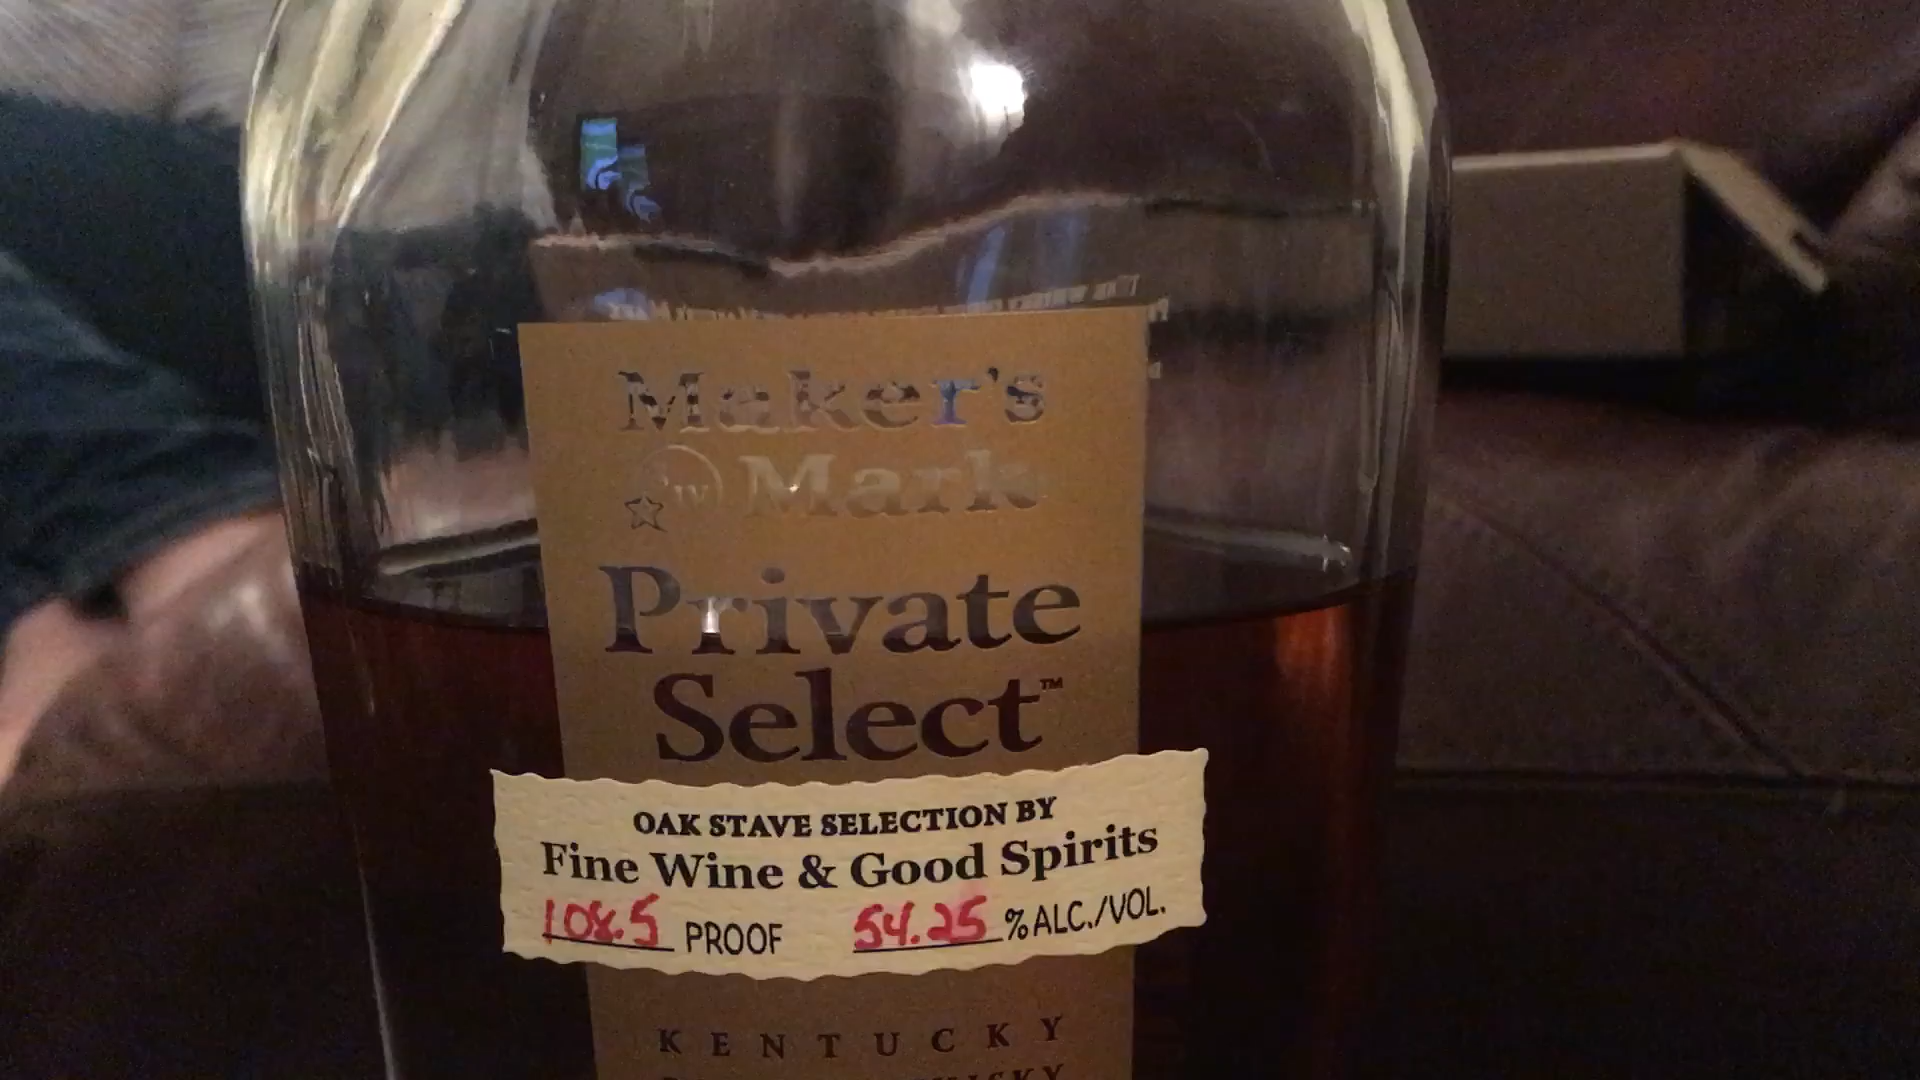 Maker's
IV Mark
Private
Select™
OAK STAVE SELECTION BY
Fine Wine & Good Spirits
108.5 PROOF 54.25 %ALC./VOL.
KENTUCKY